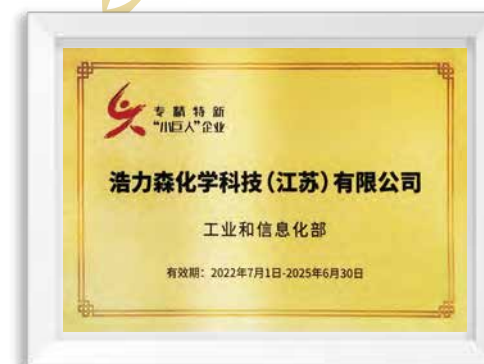 专精特新
“小巨人”企业
浩力森化学科技（江苏）有限公司
工业和信息化部
有效期：2022年7月1日-2025年6月30日